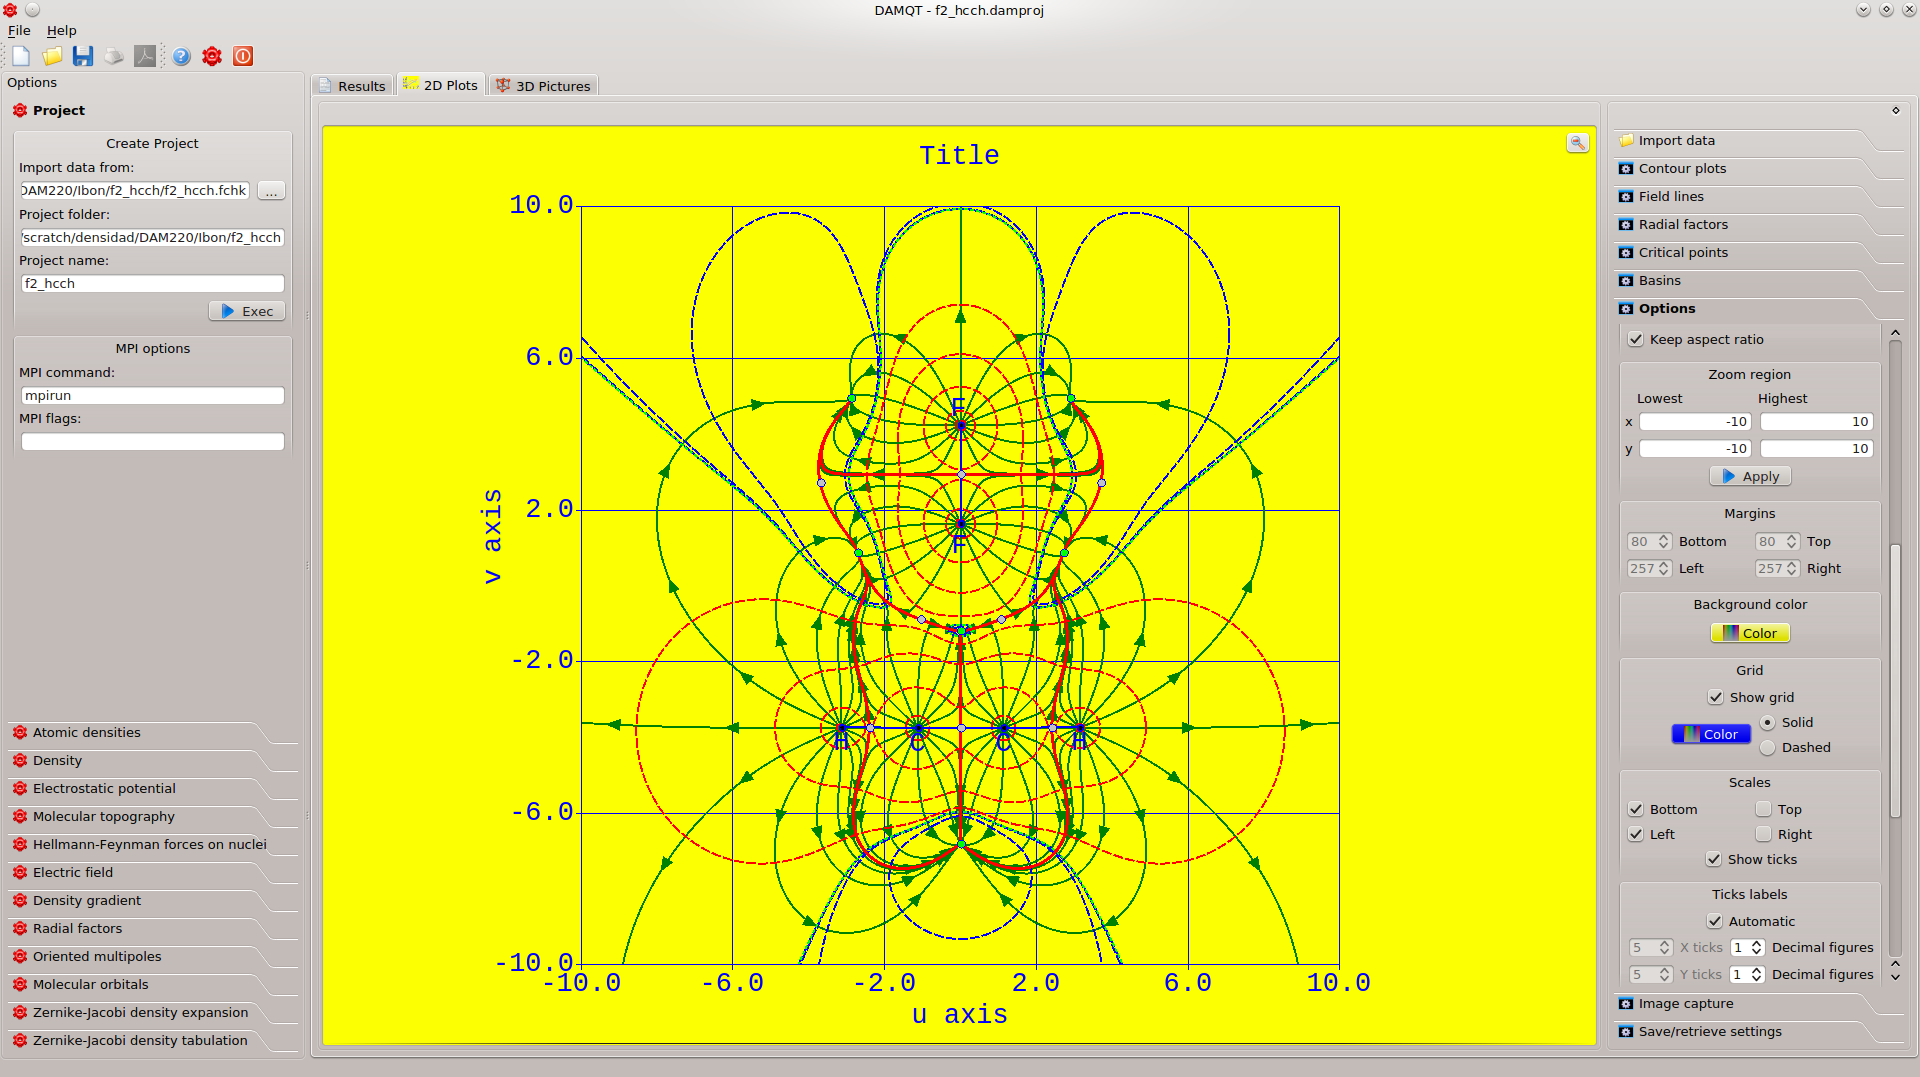 DAMQT - f2_hcch.damproj
File Help
Options
Project
Create Project
Import data from:
DAM220/Ibon/f2_hcch/f2_hcch.fchk ...
Project folder:
/scratch/densidad/DAM220/Ibon/f2_hcch
Project name:
f2_hcch
Exec
MPI options
MPI command:
mpirun
MPI flags:
Atomic densities
Density
Electrostatic potential
Molecular topography
Hellmann-Feynman forces on nuclei
Electric field
Density gradient
Radial factors
Oriented multipoles
Molecular orbitals
Zernike-Jacobi density expansion
Zernike-Jacobi density tabulation
Results 2D Plots 3D Pictures
Title
10.0
6.0
2.0
-2.0
-6.0
-10.0
v axis
F
F
H C C H
-10.0 -6.0 -2.0 2.0 6.0 10.0
u axis
Import data
Contour plots
Field lines
Radial factors
Critical points
Basins
Options
Keep aspect ratio
Zoom region
Lowest Highest
x -10 10
y -10 10
Apply
Margins
80 Bottom 80 Top
257 Left 257 Right
Background color
Color
Grid
Show grid
Color Solid
Dashed
Scales
Bottom Top
Left Right
Show ticks
Ticks labels
Automatic
5 X ticks 1 Decimal figures
5 Y ticks 1 Decimal figures
Image capture
Save/retrieve settings